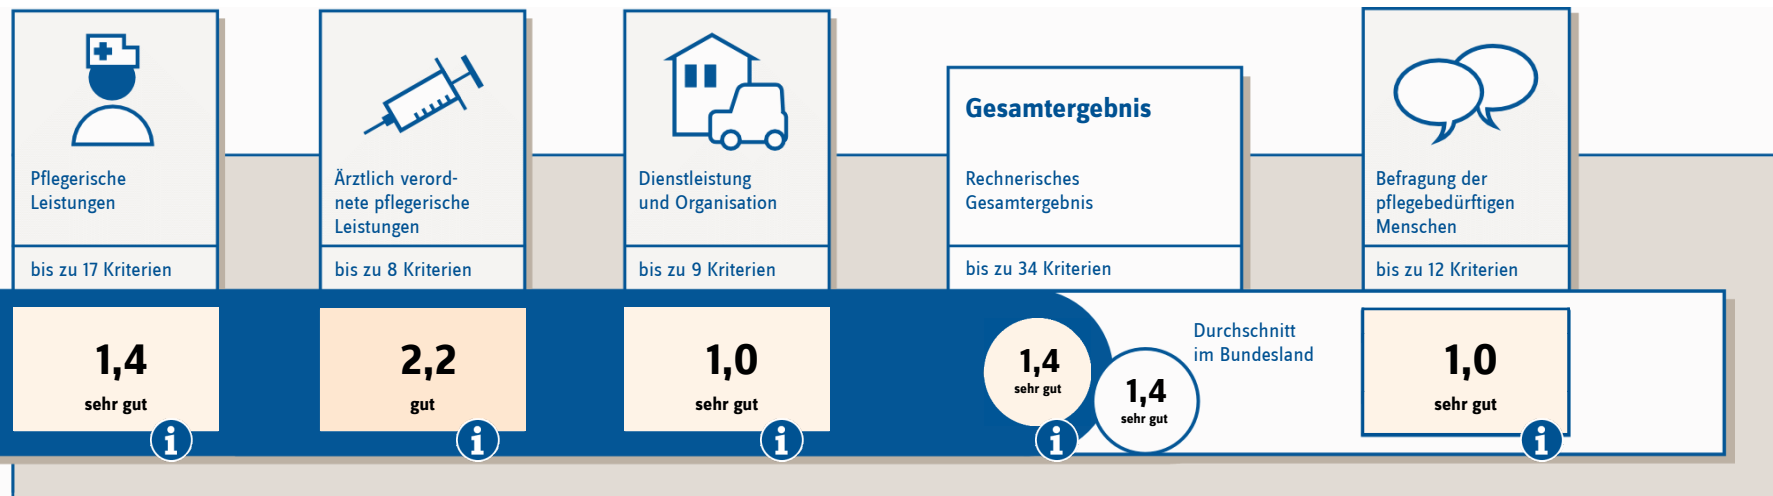 Pflegerische
Leistungen
bis zu 17 Kriterien
1,4
sehr gut
i
Ärztlich verord-
nete pflegerische
Leistungen
bis zu 8 Kriterien
2,2
gut
i
Dienstleistung
und Organisation
bis zu 9 Kriterien
1,0
sehr gut
i
Gesamtergebnis
Rechnerisches
Gesamtergebnis
bis zu 34 Kriterien
1,4
sehr gut
i
Durchschnitt
im Bundesland
1,4
sehr gut
Befragung der
pflegebedürftigen
Menschen
bis zu 12 Kriterien
1,0
sehr gut
i